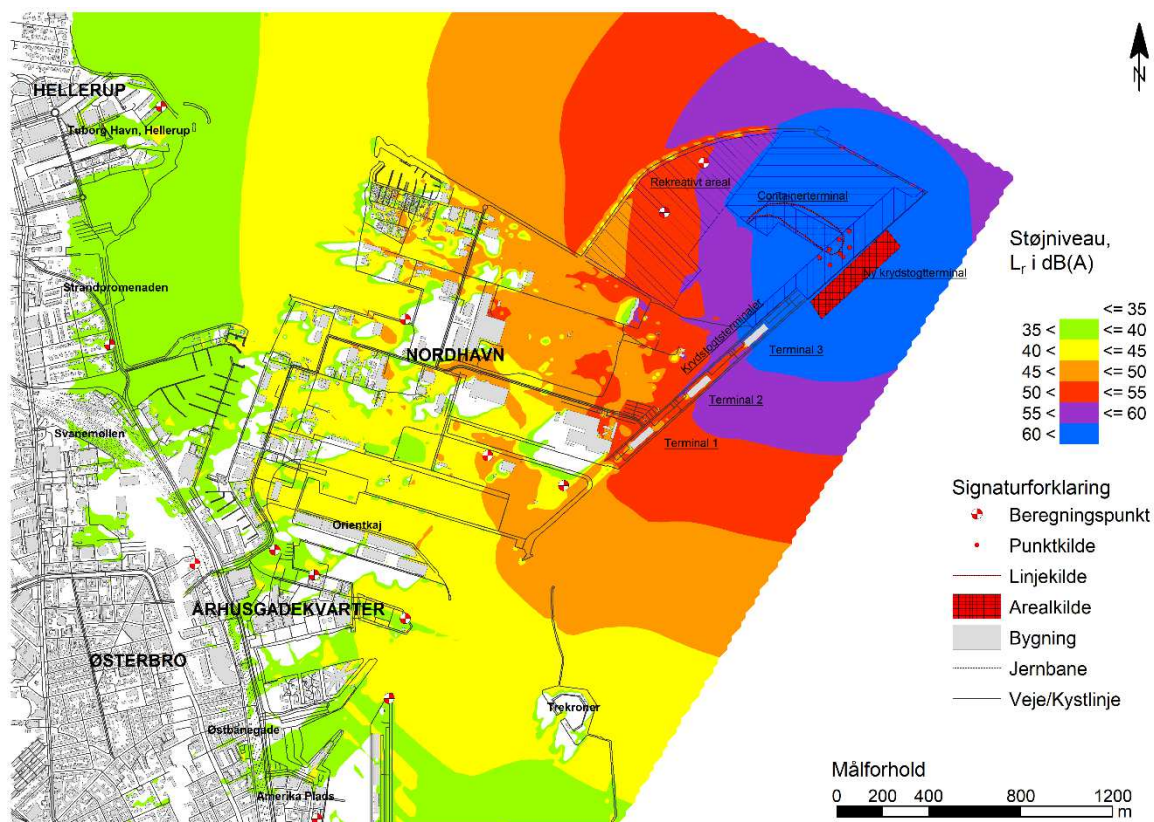 N
HELLERUP
Tuborg Havn, Hellerup
Rekreativt areal
Containerterminal
Støjniveau,
Lr i dB(A)
Ny krydstogtterminal
Strandpromenaden
<= 35
35 < <= 40
40 < <= 45
45 < <= 50
50 < <= 55
55 < <= 60
60 <
Krydstogtsterminaler
NORDHAVN
Terminal 3
Terminal 2
Terminal 1
Svanemøllen
Signaturforklaring
Beregningspunkt
Punktkilde
Linjekilde
Arealkilde
Bygning
Jernbane
Veje/Kystlinje
Orientkaj
ÅRHUSGADEKVARTER
ØSTERBRO
Trekroner
Østbanegade
Amerika Plads
Målforhold
0 200 400 800 1200
m